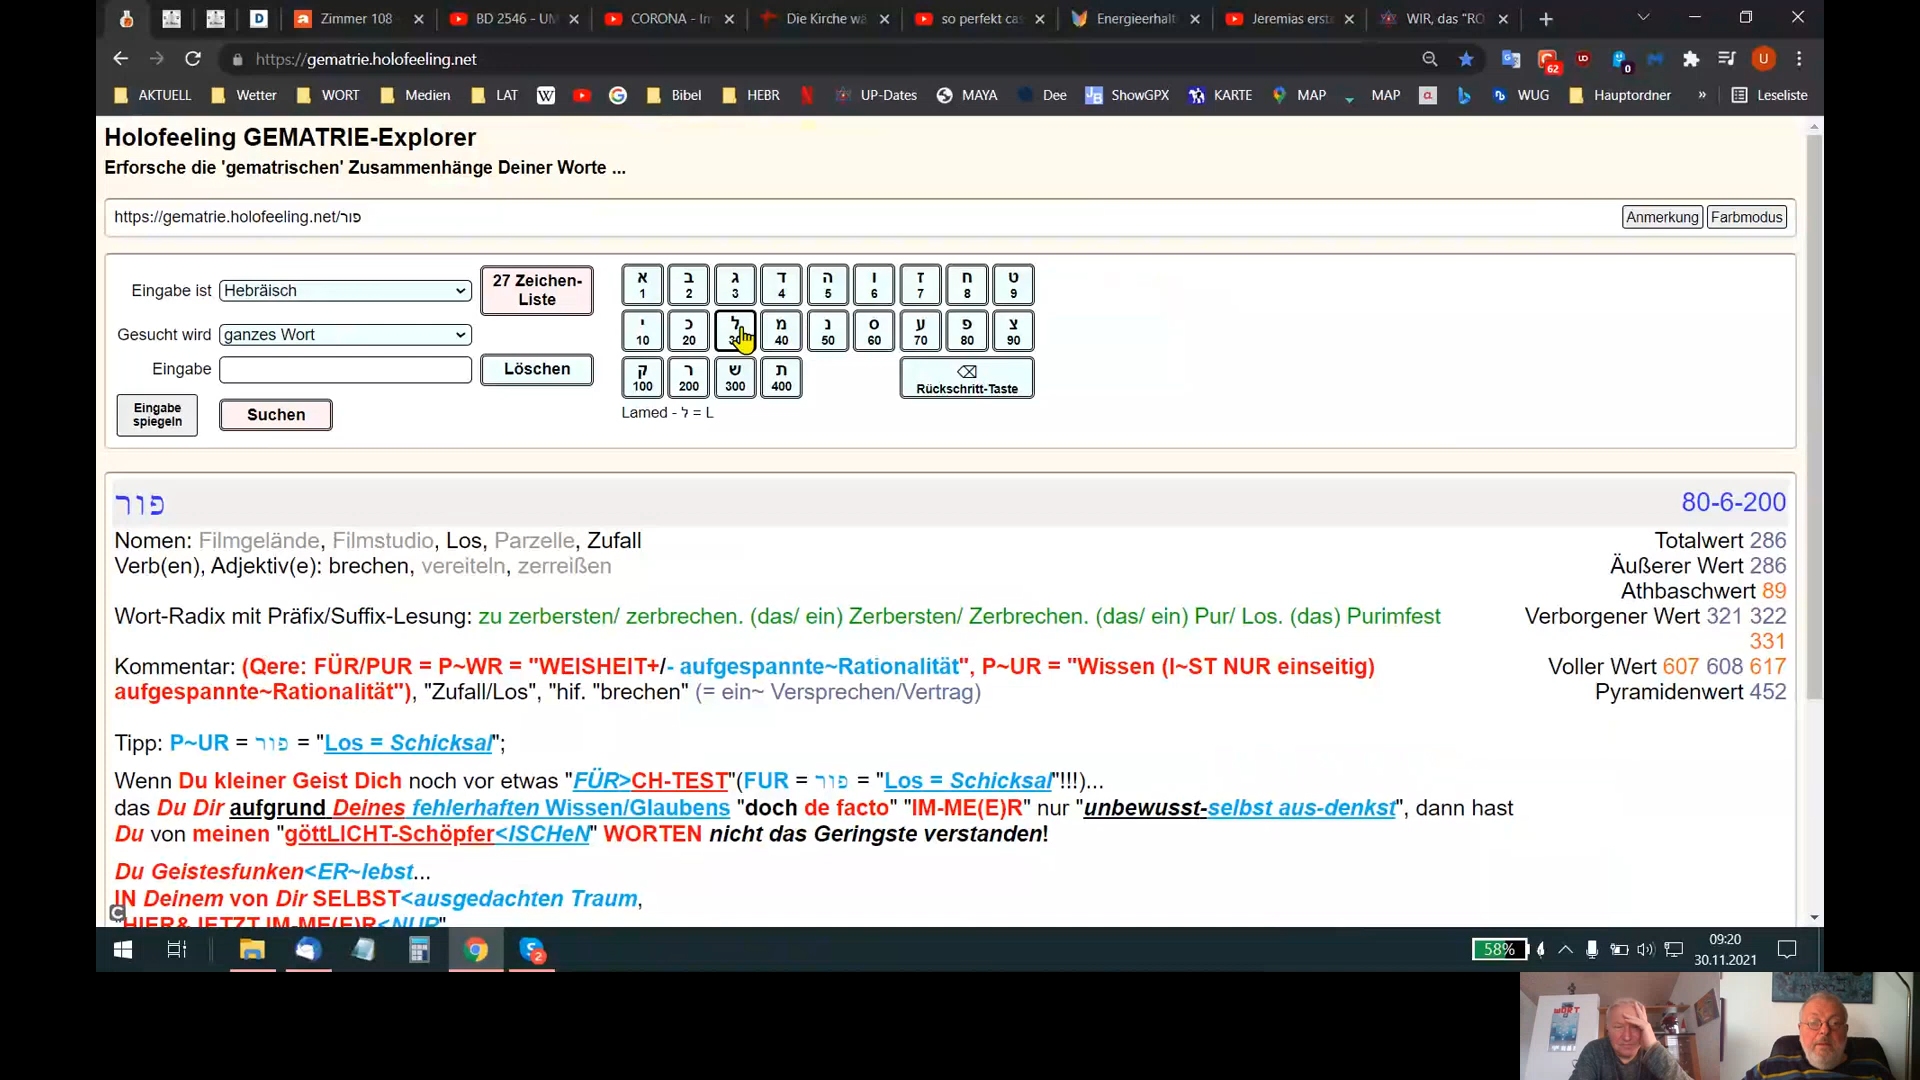 Zimmer 108
BD 2546 - UM
CORONA - Im
Die Kirche wä
so perfekt ca
Energieerhalt
Jeremias erst
WIR, das "RO
https://gematrie.holofeeling.net
62
0
U
AKTUELL Wetter WORT Medien LAT W Bibel HEBR UP-Dates MAYA Dee ShowGPX KARTE MAP MAP WUG Hauptordner » Leseliste
Holofeeling GEMATRIE-Explorer
Erforsche die 'gematrischen' Zusammenhänge Deiner Worte ...
https://gematrie.holofeeling.net/פור
Anmerkung Farbmodus
Eingabe ist Hebräisch
27 Zeichen-Liste
Gesucht wird ganzes Wort
Eingabe
Löschen
Eingabe spiegeln
Suchen
א ב ג ד ה ו ז ח ט
1 2 3 4 5 6 7 8 9
י כ ל מ נ ס ע פ צ
10 20 30 40 50 60 70 80 90
ק ר ש ת
100 200 300 400
Rückschritt-Taste
Lamed - ל = L
פור 80-6-200
Nomen: Filmgelände, Filmstudio, Los, Parzelle, Zufall
Totalwert 286
Verb(en), Adjektiv(e): brechen, vereiteln, zerreißen
Äußerer Wert 286
Athbaschwert 89
Wort-Radix mit Präfix/Suffix-Lesung: zu zerbersten/ zerbrechen. (das/ ein) Zerbersten/ Zerbrechen. (das/ ein) Pur/ Los. (das) Purimfest
Verborgener Wert 321 322
331
Kommentar: (Qere: FÜR/PUR = P~WR = "WEISHEIT+/- aufgespannte~Rationalität", P~UR = "Wissen (I~ST NUR einseitig)
Voller Wert 607 608 617
aufgespannte~Rationalität"), "Zufall/Los", "hif. "brechen" (= ein~ Versprechen/Vertrag)
Pyramidenwert 452
Tipp: P~UR = פור = "Los = Schicksal";
Wenn Du kleiner Geist Dich noch vor etwas "FÜR>CH-TEST"(FUR = פור = "Los = Schicksal"!!!)...
das Du Dir aufgrund Deines fehlerhaften Wissen/Glaubens "doch de facto" "IM-ME(E)R" nur "unbewusst-selbst aus-denkst", dann hast
Du von meinen "göttLICHT-Schöpfer<ISCHeN" WORTEN nicht das Geringste verstanden!
Du Geistesfunken<ER~lebst...
IN Deinem von Dir SELBST<ausgedachten Traum,
"HIER&JETZT IM-ME(E)R<NUR"
2
58%
09:20
30.11.2021
WORT